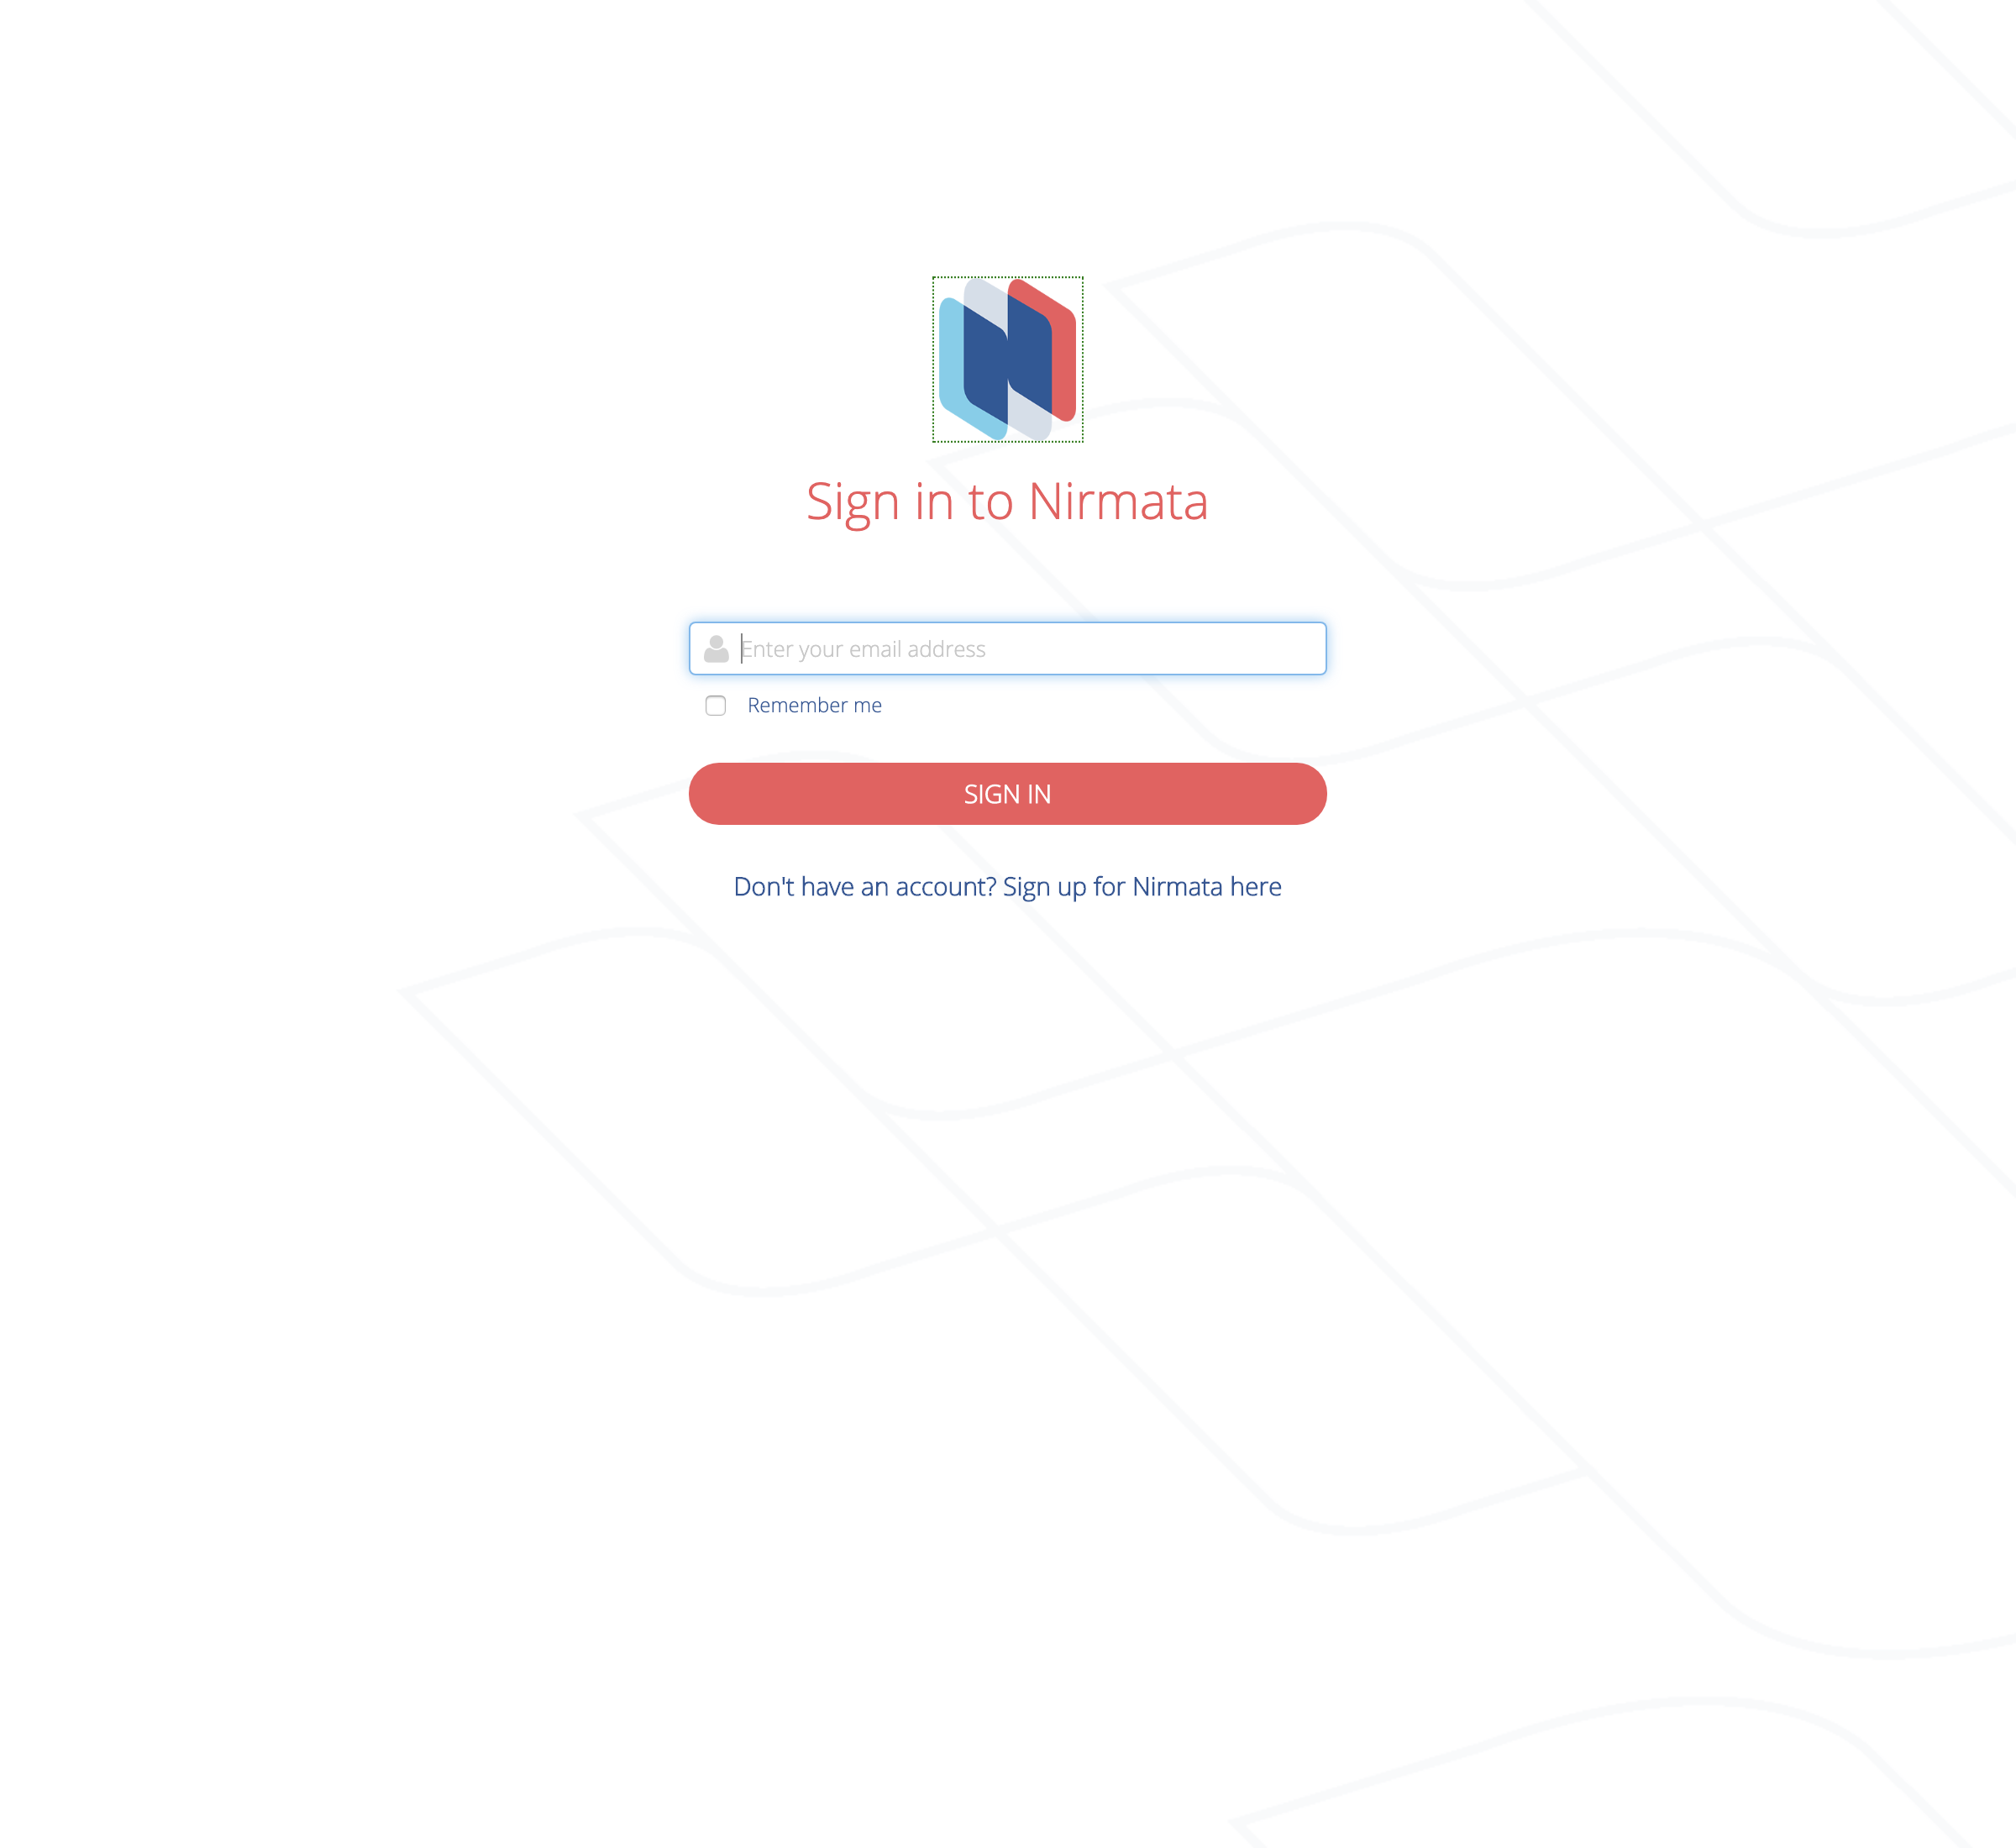 Sign in to Nirmata
Enter your email address
Remember me
SIGN IN
Don't have an account? Sign up for Nirmata here